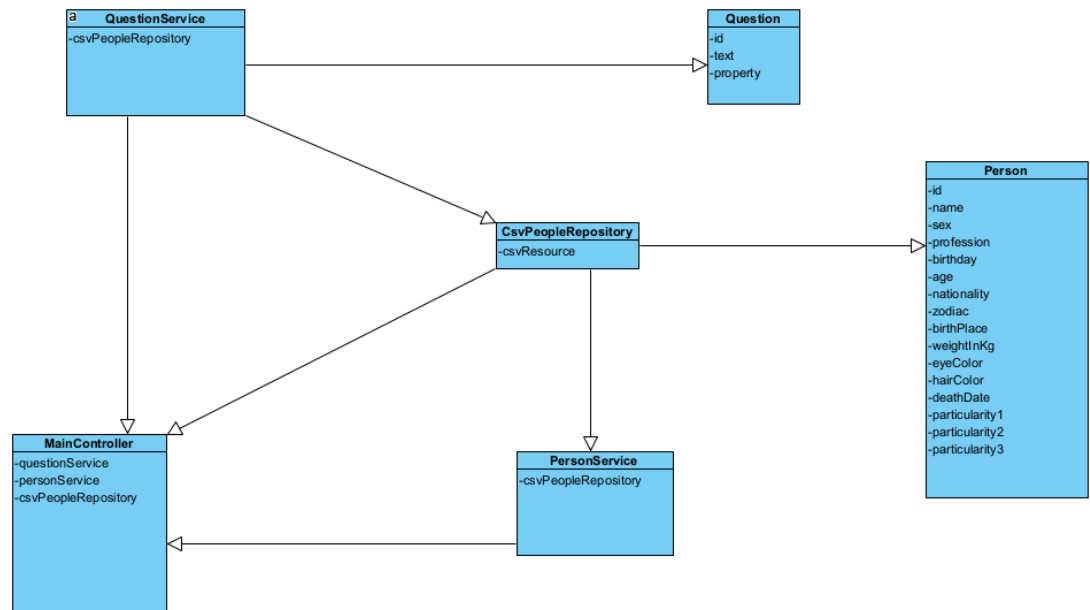 a
QuestionService
-csvPeopleRepository
Question
-id
-text
-property
CsvPeopleRepository
-csvResource
Person
-id
-name
-sex
-profession
-birthday
-age
-nationality
-zodiac
-birthPlace
-weightInKg
-eyeColor
-hairColor
-deathDate
-particularity1
-particularity2
-particularity3
MainController
-questionService
-personService
-csvPeopleRepository
PersonService
-csvPeopleRepository